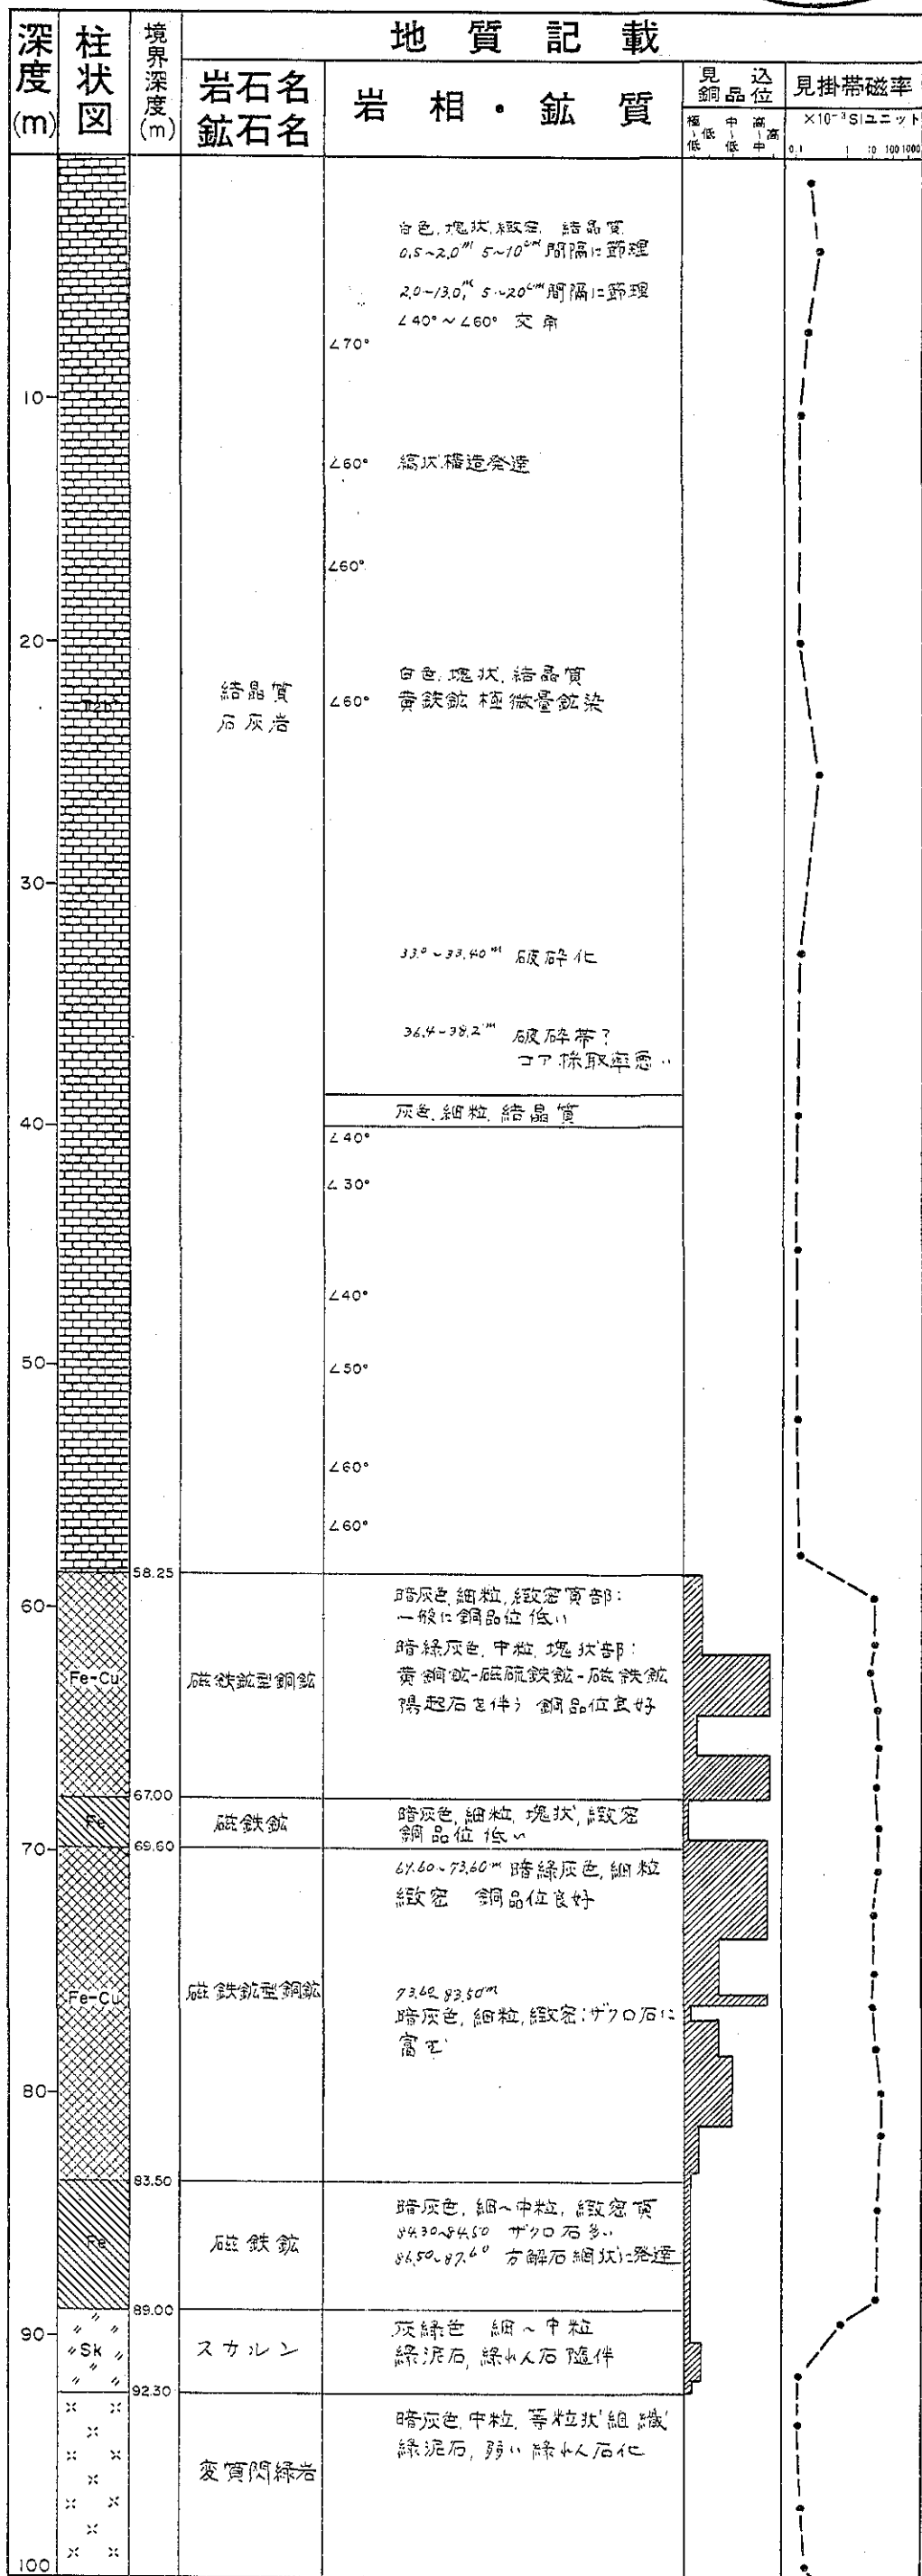 深度(m)
柱状図
境界深度(m)
地質記載
岩石名
鉱石名
岩相・鉱質
見込
銅品位
極～低
中～低
高～中
高
見掛帯磁率
×10⁻³SIユニット
0.1 1 10 100 1000
白色, 塊状, 緻密, 結晶質
0.5~2.0m 5~10cm 間隔に節理
2.0~13.0m 5~20cm 間隔に節理
∠40°~∠60° 交角
∠70°
10
∠60° 縞状構造発達
∠60°
20
結晶質
石灰岩
白色, 塊状, 結晶質
∠60° 黄鉄鉱 極微量鉱染
30
33.0~33.40m 破砕化
36.4-38.2m 破砕帯?
コア採取率悪い
灰色, 細粒, 結晶質
40
∠40°
∠30°
∠40°
50
∠50°
∠60°
∠60°
58.25
60
Fe-Cu
磁鉄鉱型銅鉱
暗灰色, 細粒, 緻密質部:
一般に銅品位低い
暗緑灰色, 中粒, 塊状部:
黄銅鉱-磁硫鉄鉱-磁鉄鉱
陽起石を伴う 銅品位良好
67.00
Fe
磁鉄鉱
暗灰色, 細粒, 塊状, 緻密
銅品位低い
69.60
70
69.60~73.60m 暗緑灰色, 細粒
緻密 銅品位良好
Fe-Cu
磁鉄鉱型銅鉱
73.60~83.50m
暗灰色, 細粒, 緻密; ザクロ石に
富む
80
83.50
Fe
磁鉄鉱
暗灰色, 細~中粒, 緻密質
84.30~84.50 ザクロ石多い
86.50~87.60 方解石網状に発達
89.00
90
SK
スカルン
灰緑色 細~中粒
緑泥石, 緑れん石 随伴
92.30
変質閃緑岩
暗灰色, 中粒, 等粒状組織
緑泥石, 弱い緑れん石化
100